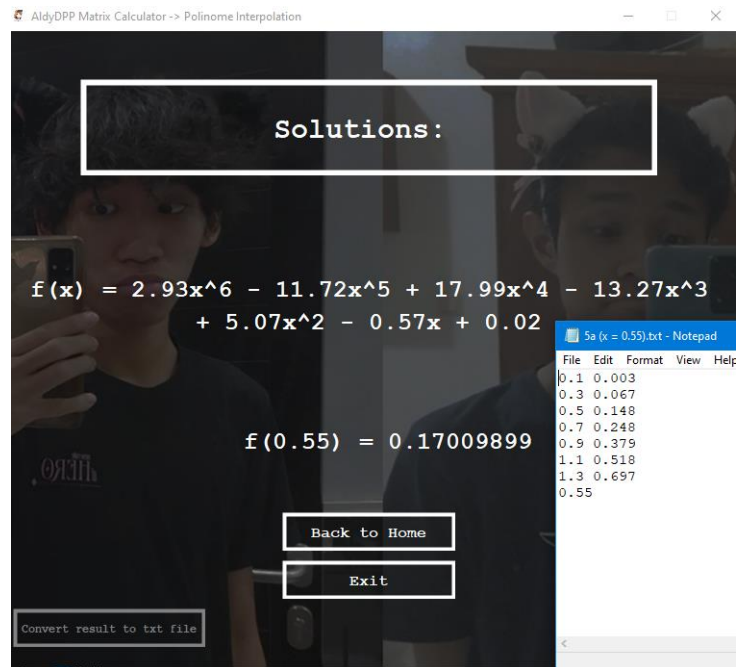 AldyDPP Matrix Calculator -> Polinome Interpolation
Solutions:
f(x) = 2.93x^6 - 11.72x^5 + 17.99x^4 - 13.27x^3
+ 5.07x^2 - 0.57x + 0.02
f(0.55) = 0.17009899
Back to Home
Exit
Convert result to txt file
5a (x = 0.55).txt - Notepad
File Edit Format View Help
0.1 0.003
0.3 0.067
0.5 0.148
0.7 0.248
0.9 0.379
1.1 0.518
1.3 0.697
0.55